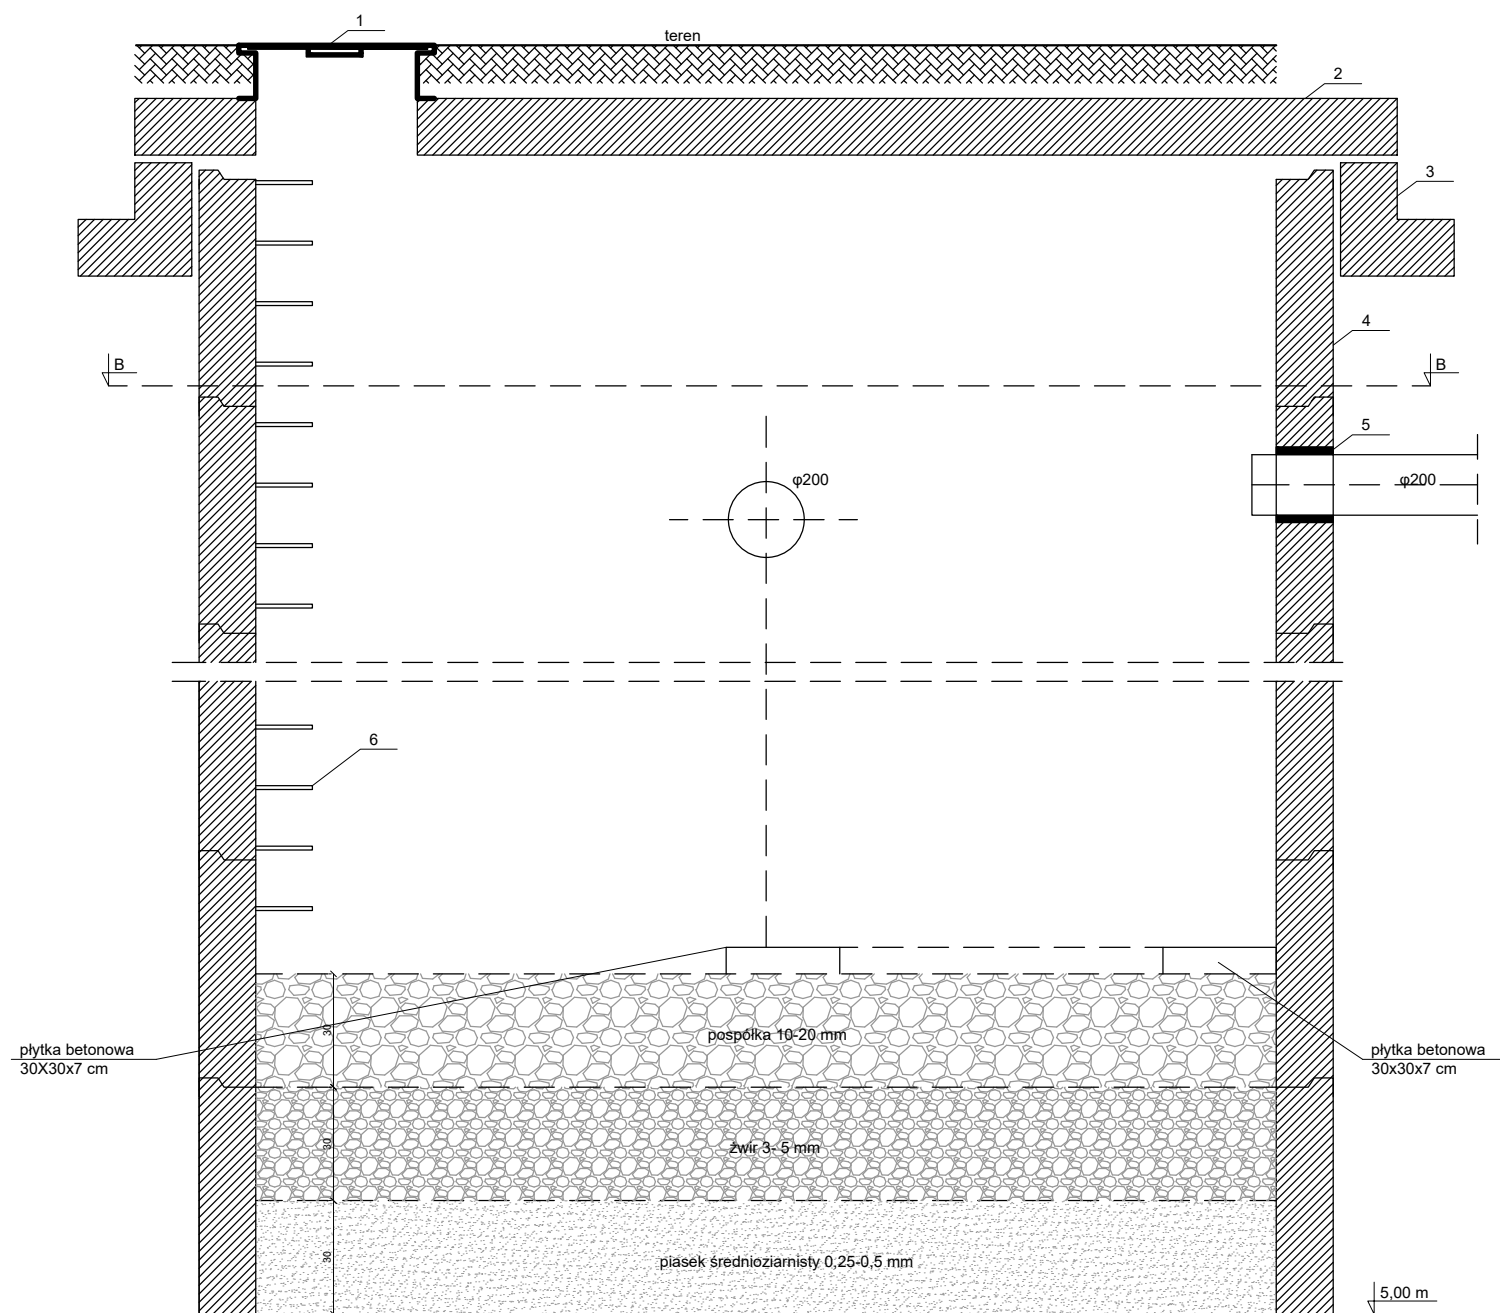 1
teren
2
3
4
B
B
5
φ200
φ200
6
30
pospółka 10-20 mm
płytka betonowa
30X30x7 cm
płytka betonowa
30x30x7 cm
30
żwir 3- 5 mm
30
piasek średnioziarnisty 0,25-0,5 mm
5,00 m